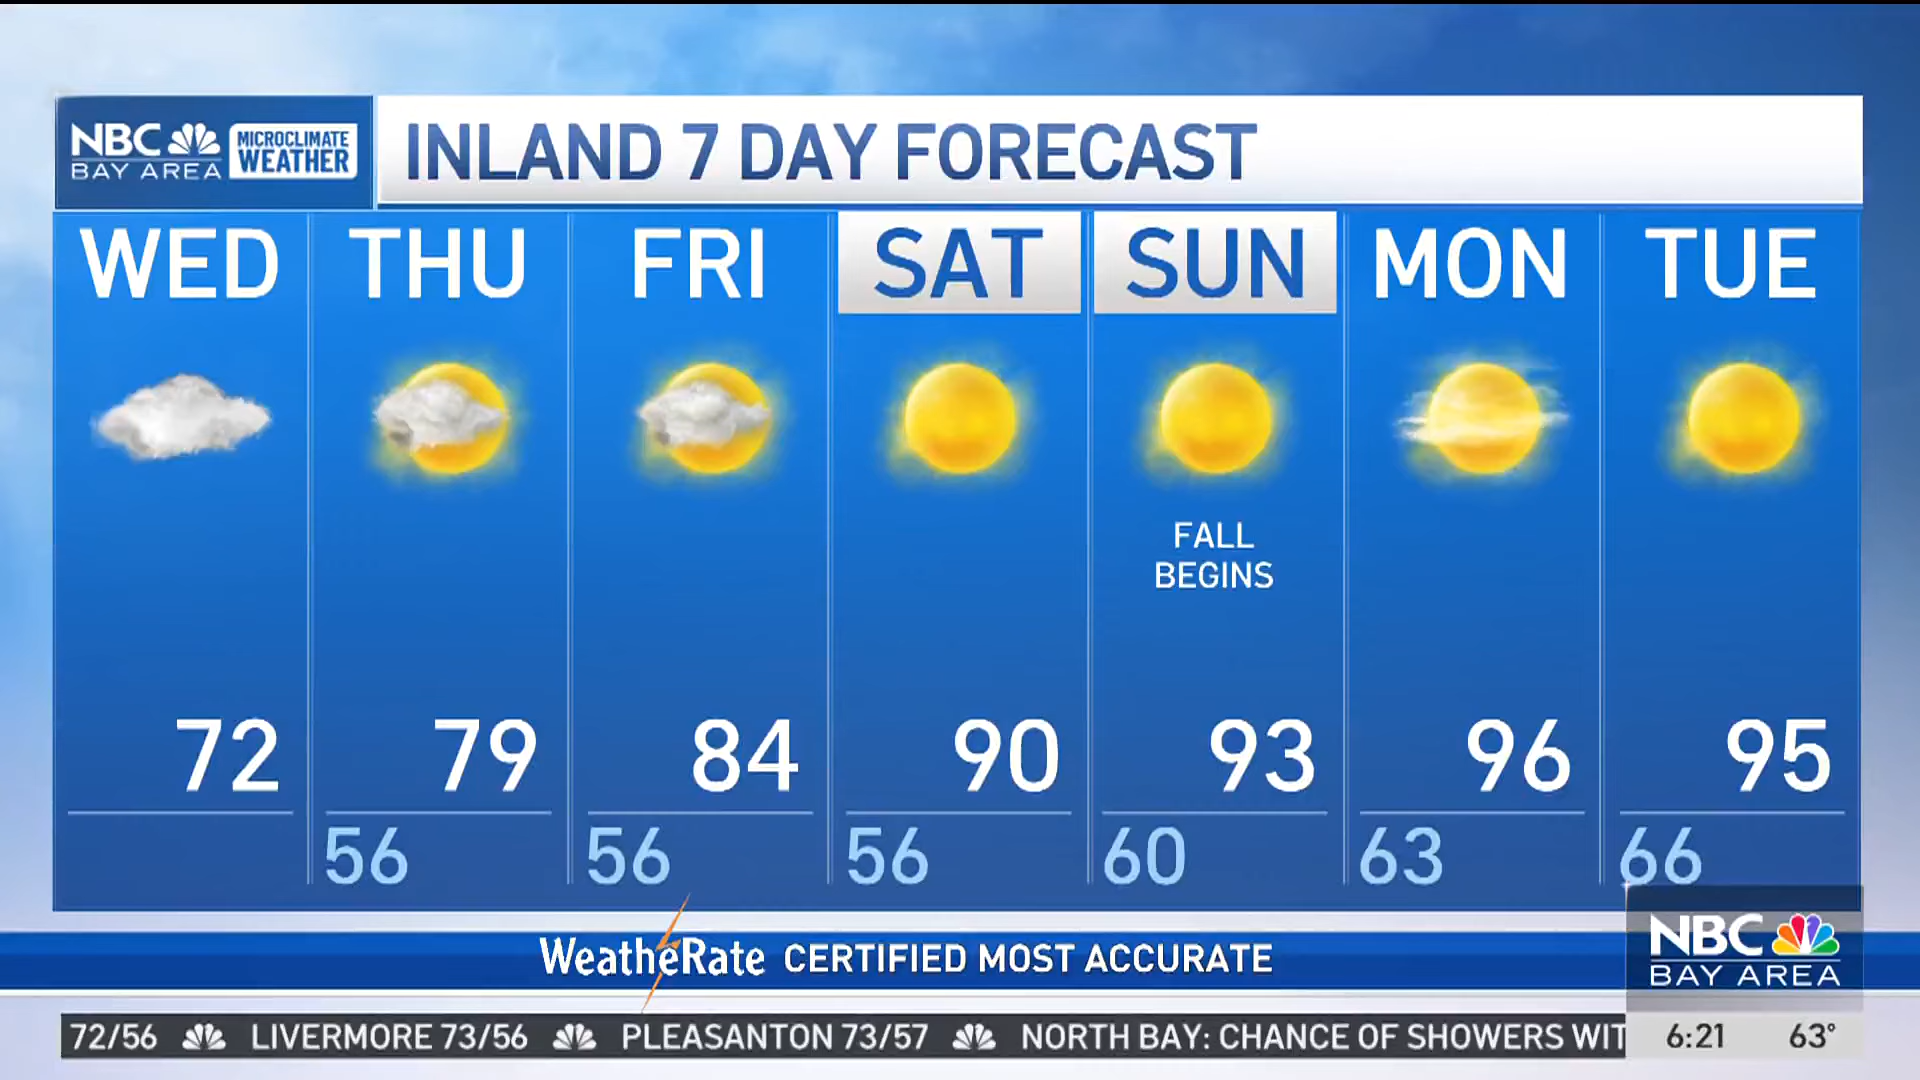 NBC BAY AREA MICROCLIMATE WEATHER
INLAND 7 DAY FORECAST
WED THU FRI SAT SUN MON TUE
FALL
BEGINS
72 79 84 90 93 96 95
56 56 56 60 63 66
WeatheRate CERTIFIED MOST ACCURATE
NBC
BAY AREA
72/56 LIVERMORE 73/56 PLEASANTON 73/57 NORTH BAY: CHANCE OF SHOWERS WIT
6:21 63°